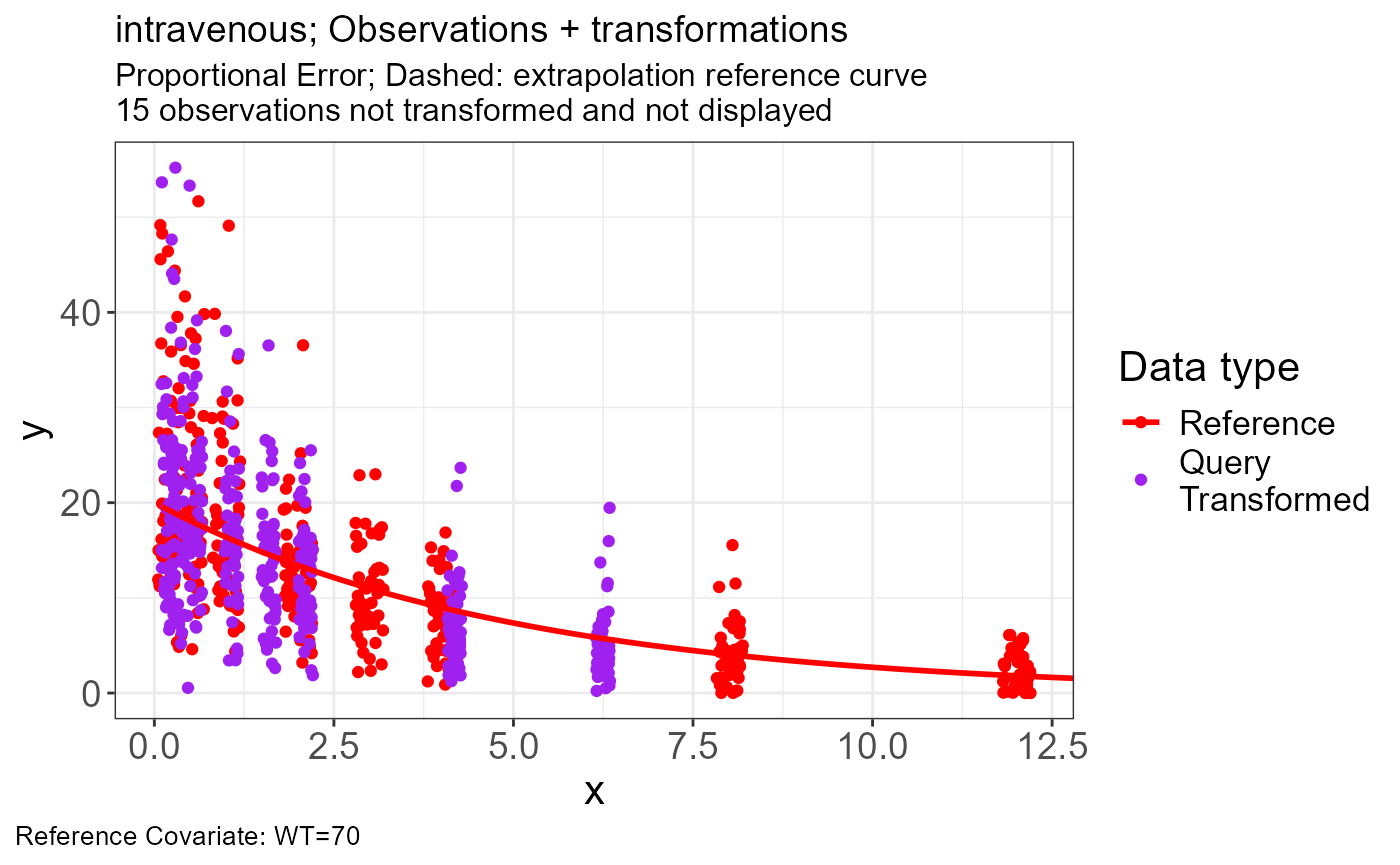 intravenous; Observations + transformations
Proportional Error; Dashed: extrapolation reference curve
15 observations not transformed and not displayed
y
40
20
0
0.0 2.5 5.0 7.5 10.0 12.5
x
Data type
Reference
Query
Transformed
Reference Covariate: WT=70